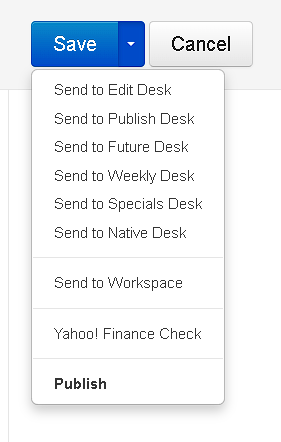 Save Cancel
Send to Edit Desk
Send to Publish Desk
Send to Future Desk
Send to Weekly Desk
Send to Specials Desk
Send to Native Desk
Send to Workspace
Yahoo! Finance Check
Publish